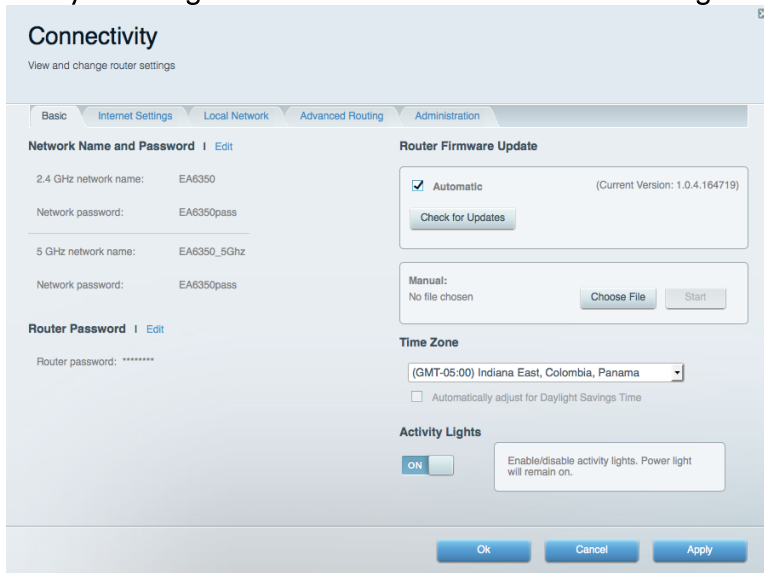 Connectivity
View and change router settings
Basic Internet Settings Local Network Advanced Routing Administration
Network Name and Password | Edit
2.4 GHz network name: EA6350
Network password: EA6350pass
5 GHz network name: EA6350_5Ghz
Network password: EA6350pass
Router Password | Edit
Router password: ********
Router Firmware Update
Automatic (Current Version: 1.0.4.164719)
Check for Updates
Manual:
No file chosen Choose File Start
Time Zone
(GMT-05:00) Indiana East, Colombia, Panama
Automatically adjust for Daylight Savings Time
Activity Lights
ON
Enable/disable activity lights. Power light
will remain on.
Ok Cancel Apply